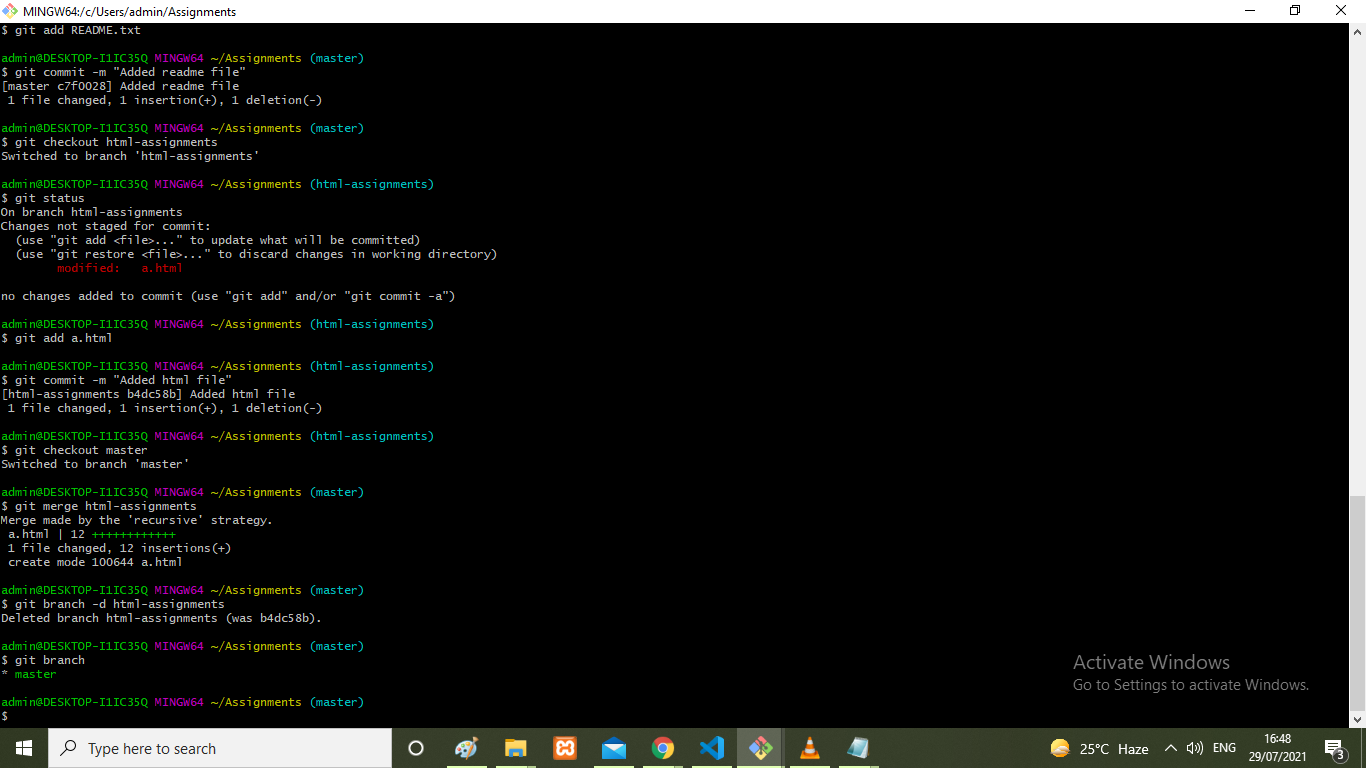 MINGW64:/c/Users/admin/Assignments
$ git add README.txt
admin@DESKTOP-I1IC35Q MINGW64 ~/Assignments (master)
$ git commit -m "Added readme file"
[master c7f0028] Added readme file
 1 file changed, 1 insertion(+), 1 deletion(-)
admin@DESKTOP-I1IC35Q MINGW64 ~/Assignments (master)
$ git checkout html-assignments
Switched to branch 'html-assignments'
admin@DESKTOP-I1IC35Q MINGW64 ~/Assignments (html-assignments)
$ git status
On branch html-assignments
Changes not staged for commit:
  (use "git add <file>..." to update what will be committed)
  (use "git restore <file>..." to discard changes in working directory)
        modified:   a.html
no changes added to commit (use "git add" and/or "git commit -a")
admin@DESKTOP-I1IC35Q MINGW64 ~/Assignments (html-assignments)
$ git add a.html
admin@DESKTOP-I1IC35Q MINGW64 ~/Assignments (html-assignments)
$ git commit -m "Added html file"
[html-assignments b4dc58b] Added html file
 1 file changed, 1 insertion(+), 1 deletion(-)
admin@DESKTOP-I1IC35Q MINGW64 ~/Assignments (html-assignments)
$ git checkout master
Switched to branch 'master'
admin@DESKTOP-I1IC35Q MINGW64 ~/Assignments (master)
$ git merge html-assignments
Merge made by the 'recursive' strategy.
 a.html | 12 ++++++++++++
 1 file changed, 12 insertions(+)
 create mode 100644 a.html
admin@DESKTOP-I1IC35Q MINGW64 ~/Assignments (master)
$ git branch -d html-assignments
Deleted branch html-assignments (was b4dc58b).
admin@DESKTOP-I1IC35Q MINGW64 ~/Assignments (master)
$ git branch
* master
admin@DESKTOP-I1IC35Q MINGW64 ~/Assignments (master)
$
Activate Windows
Go to Settings to activate Windows.
Type here to search
25°C Haze
ENG
16:48
29/07/2021
3